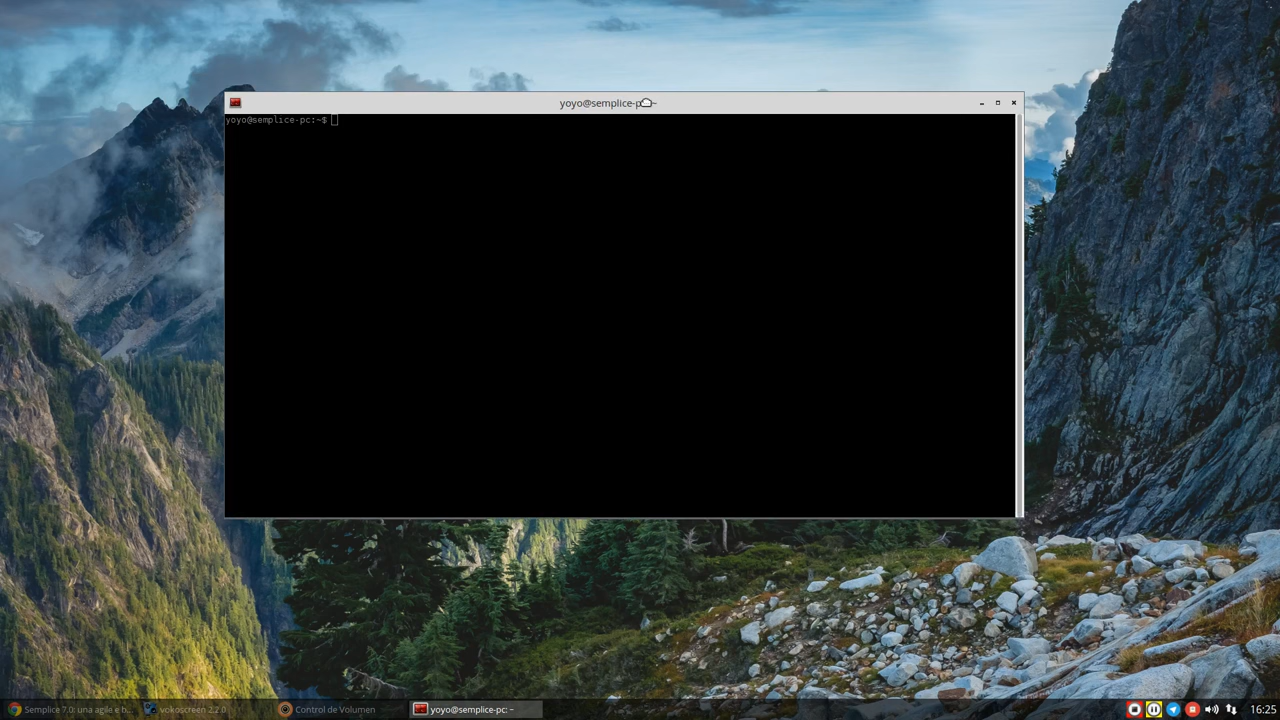 yoyo@semplice-pc:~
yoyo@semplice-pc:~$
Semplice 7.0: una agile e b...
vokoscreen 2.2.0
Control de Volumen
yoyo@semplice-pc: ~
16:25